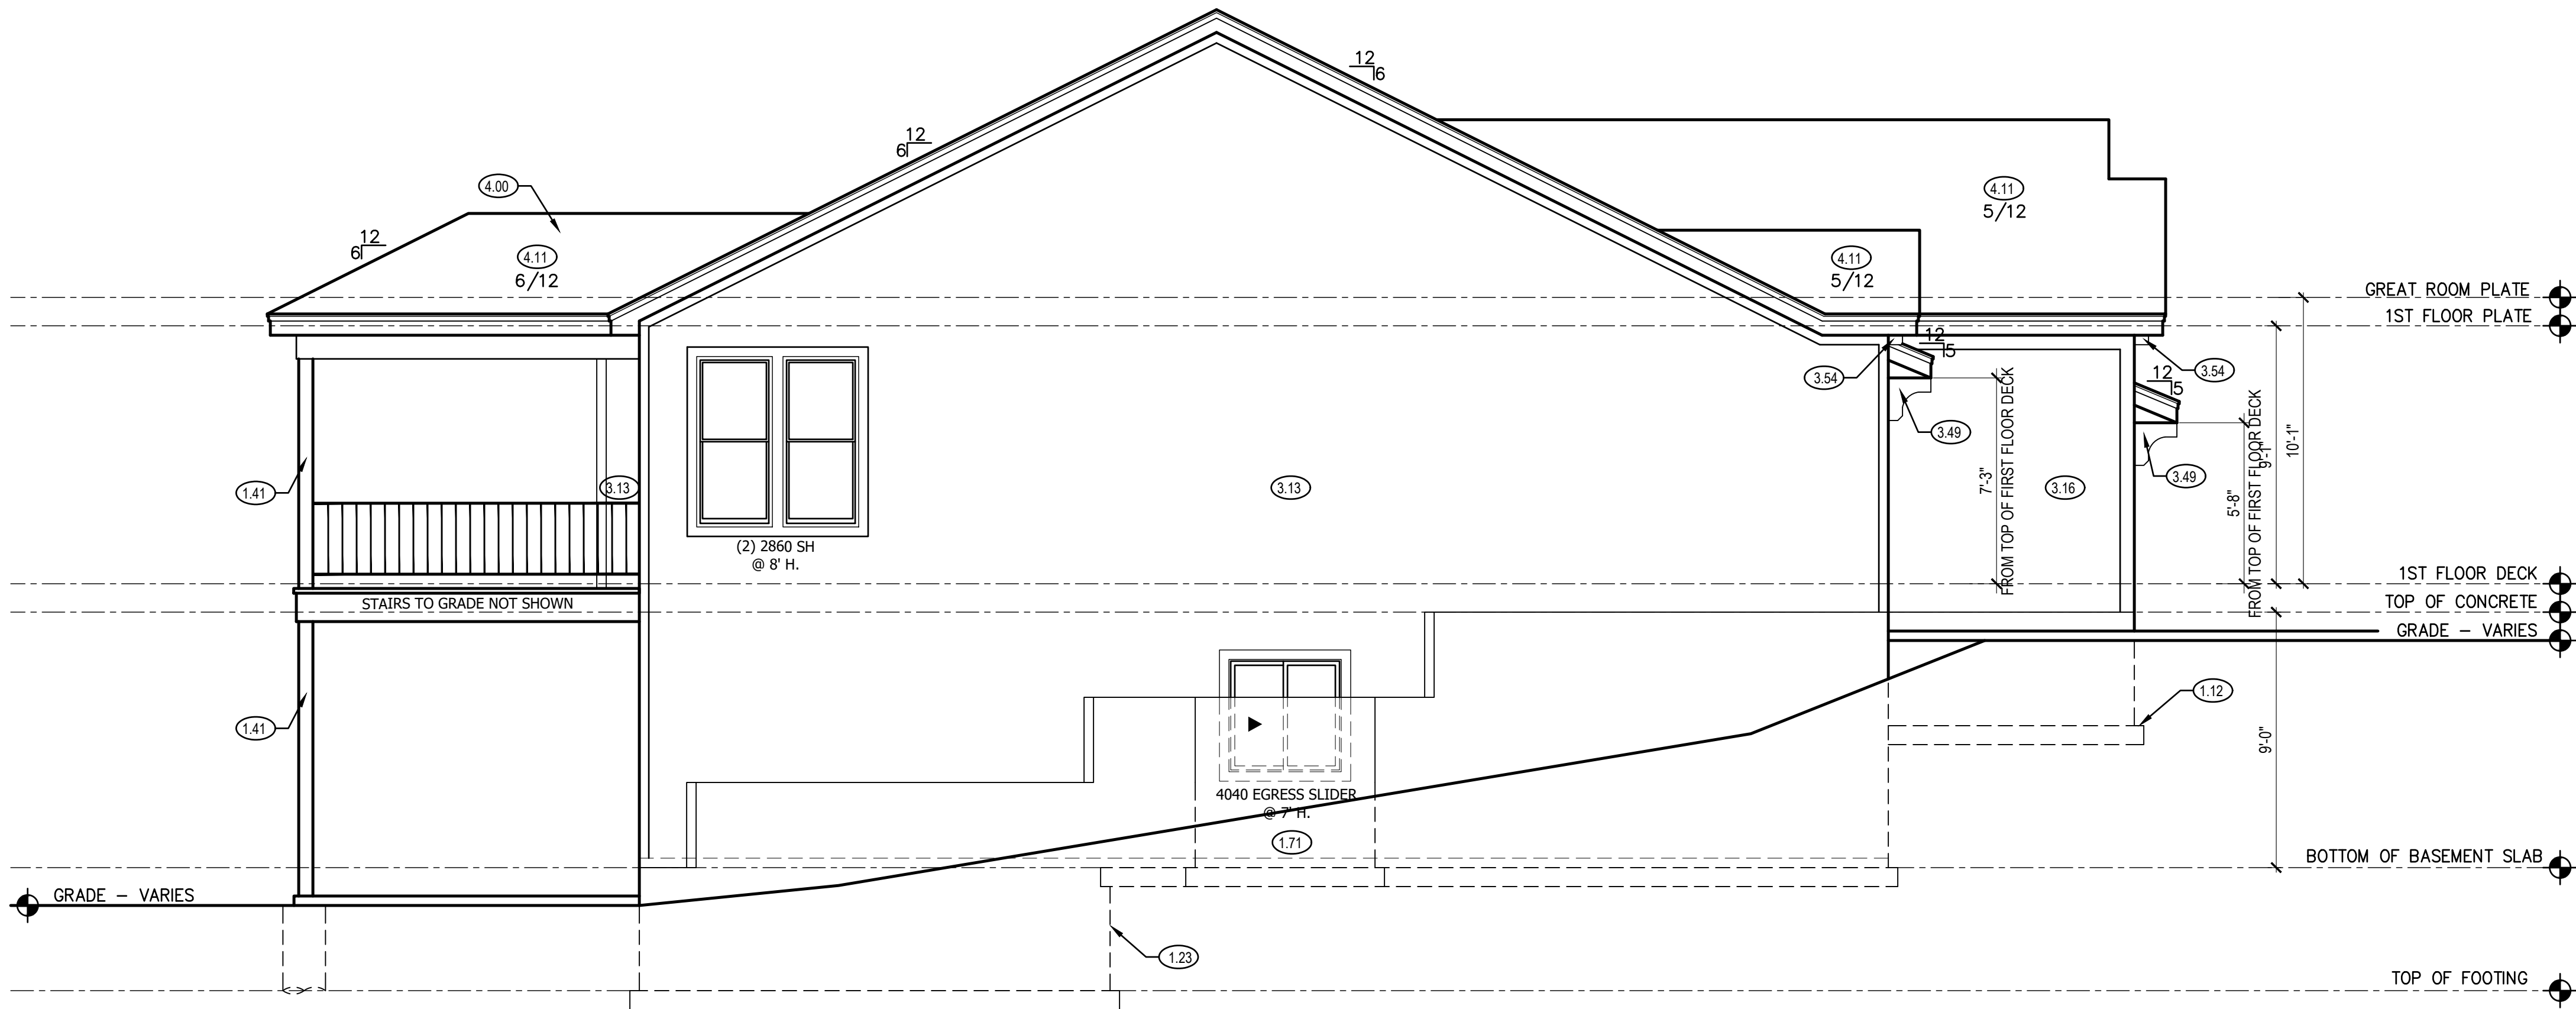 12
6
12
6
4.00
4.11
5/12
12
6
4.11
6/12
4.11
5/12
GREAT ROOM PLATE
1ST FLOOR PLATE
12
5
3.54
3.54
12
5
3.49
3.49
1.41
3.13
3.13
3.16
7'-3"
FROM TOP OF FIRST FLOOR DECK
5'-8"
FROM TOP OF FIRST FLOOR DECK
9'-1"
10'-1"
(2) 2860 SH
@ 8' H.
1ST FLOOR DECK
STAIRS TO GRADE NOT SHOWN
TOP OF CONCRETE
GRADE – VARIES
1.12
1.41
9'-0"
4040 EGRESS SLIDER
@ 7' H.
1.71
BOTTOM OF BASEMENT SLAB
GRADE – VARIES
1.23
TOP OF FOOTING